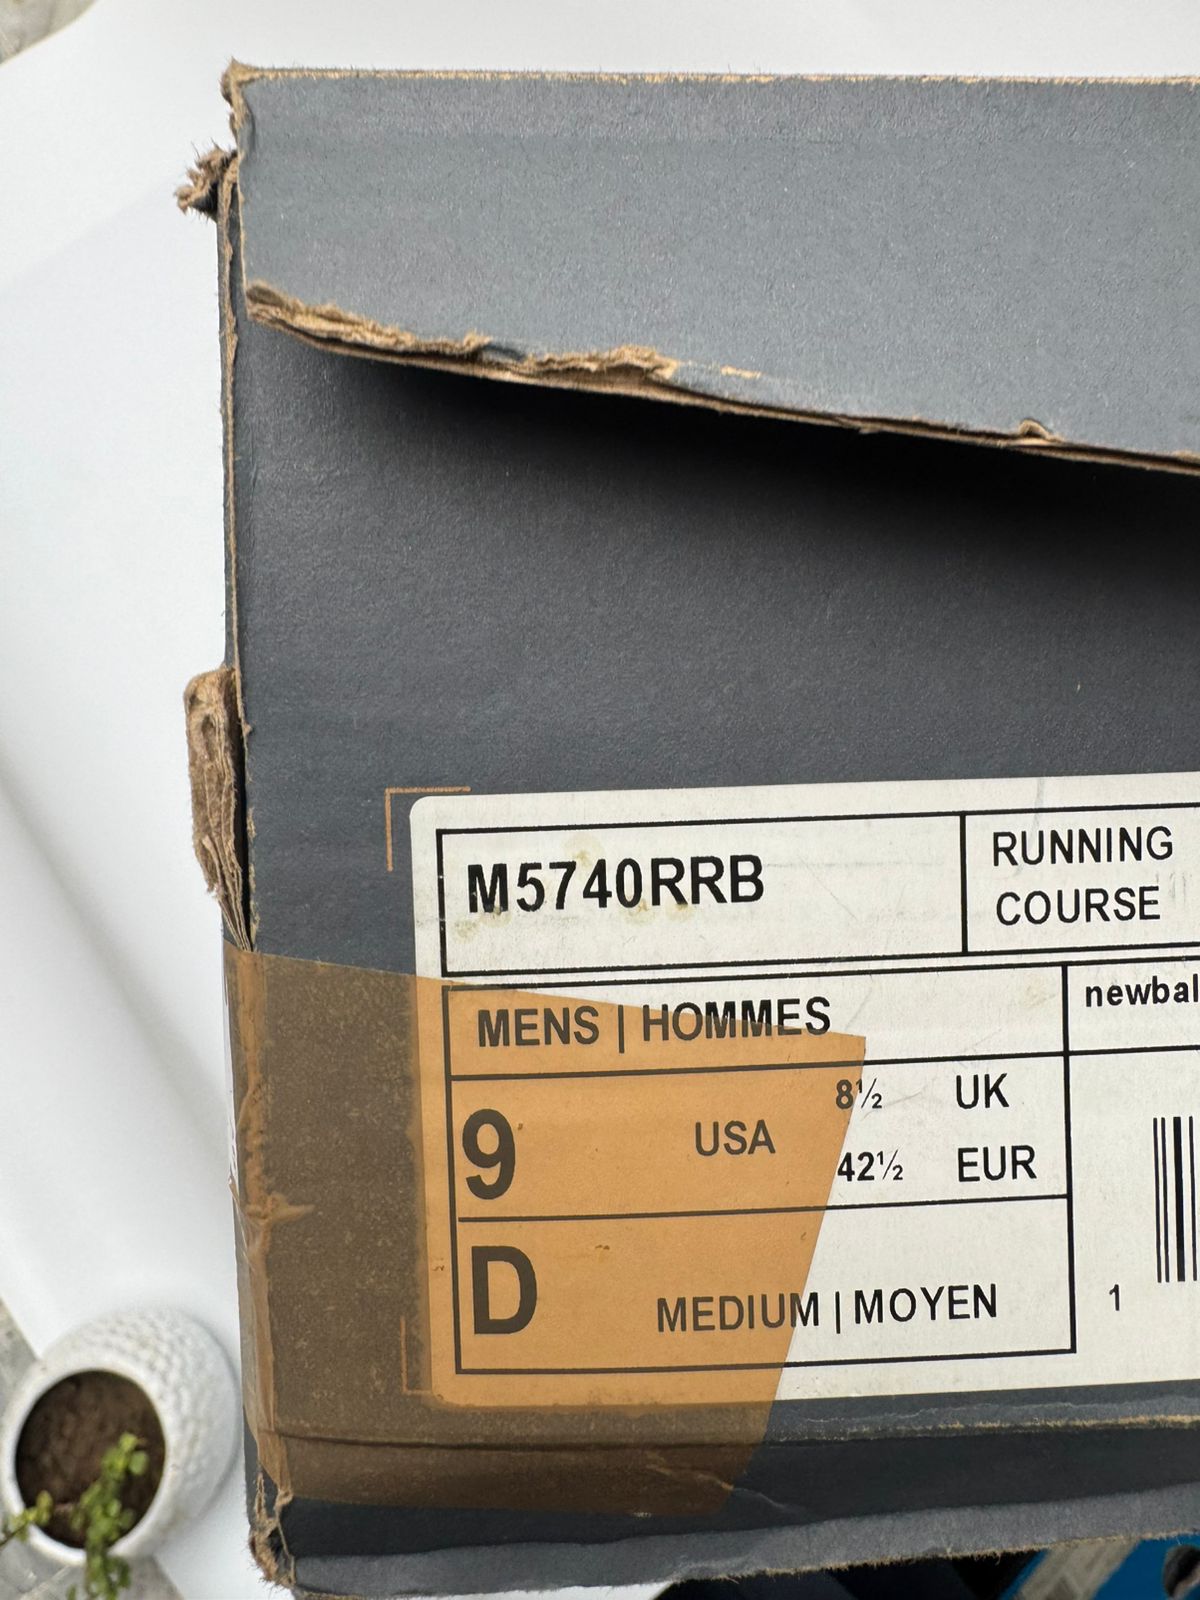 M5740RRB
RUNNING
COURSE
MENS | HOMMES
newbal
9 USA
8½ UK
42½ EUR
D MEDIUM | MOYEN
1